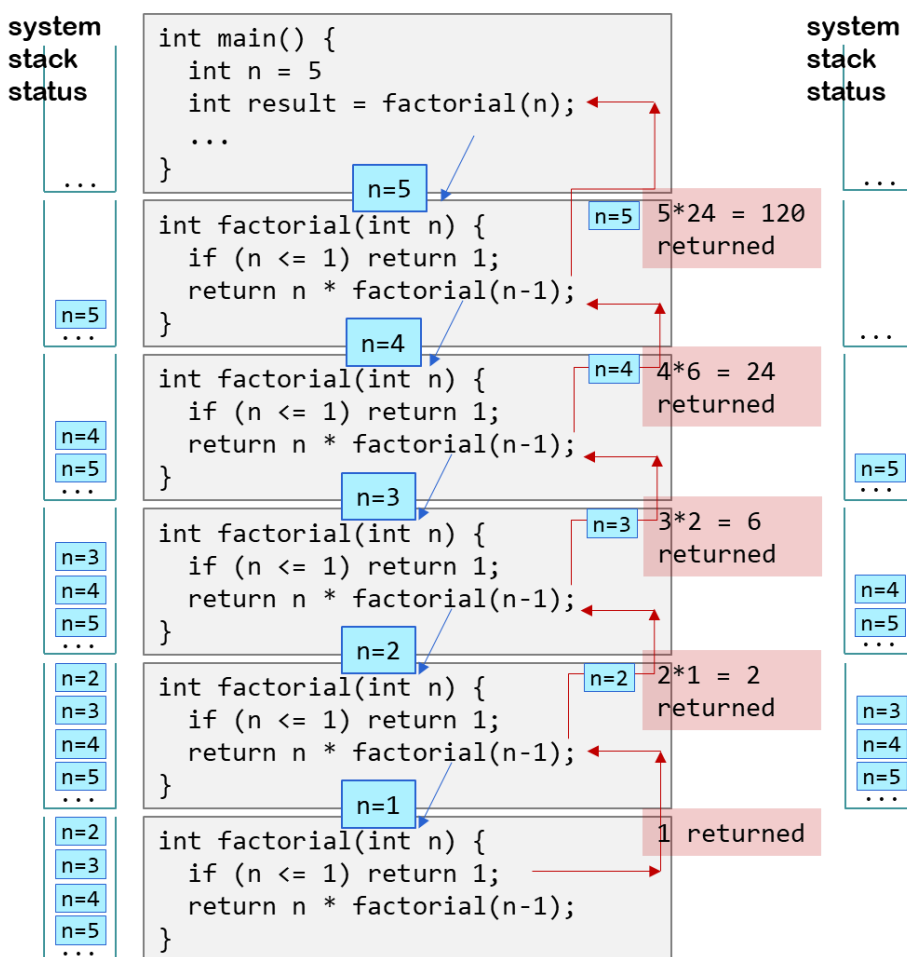 system
stack
status
...
int main() {
int n = 5
int result = factorial(n);
...
}
system
stack
status
...
n=5
int factorial(int n) {
if (n <= 1) return 1;
return n * factorial(n-1);
}
n=5
5*24 = 120
returned
n=5
...
...
n=4
int factorial(int n) {
if (n <= 1) return 1;
return n * factorial(n-1);
}
n=4
4*6 = 24
returned
n=4
n=5
...
n=5
...
n=3
int factorial(int n) {
if (n <= 1) return 1;
return n * factorial(n-1);
}
n=3
3*2 = 6
returned
n=3
n=4
n=5
...
n=4
n=5
...
n=2
int factorial(int n) {
if (n <= 1) return 1;
return n * factorial(n-1);
}
n=2
2*1 = 2
returned
n=2
n=3
n=4
n=5
...
n=3
n=4
n=5
...
n=1
int factorial(int n) {
if (n <= 1) return 1;
return n * factorial(n-1);
}
1 returned
n=2
n=3
n=4
n=5
...